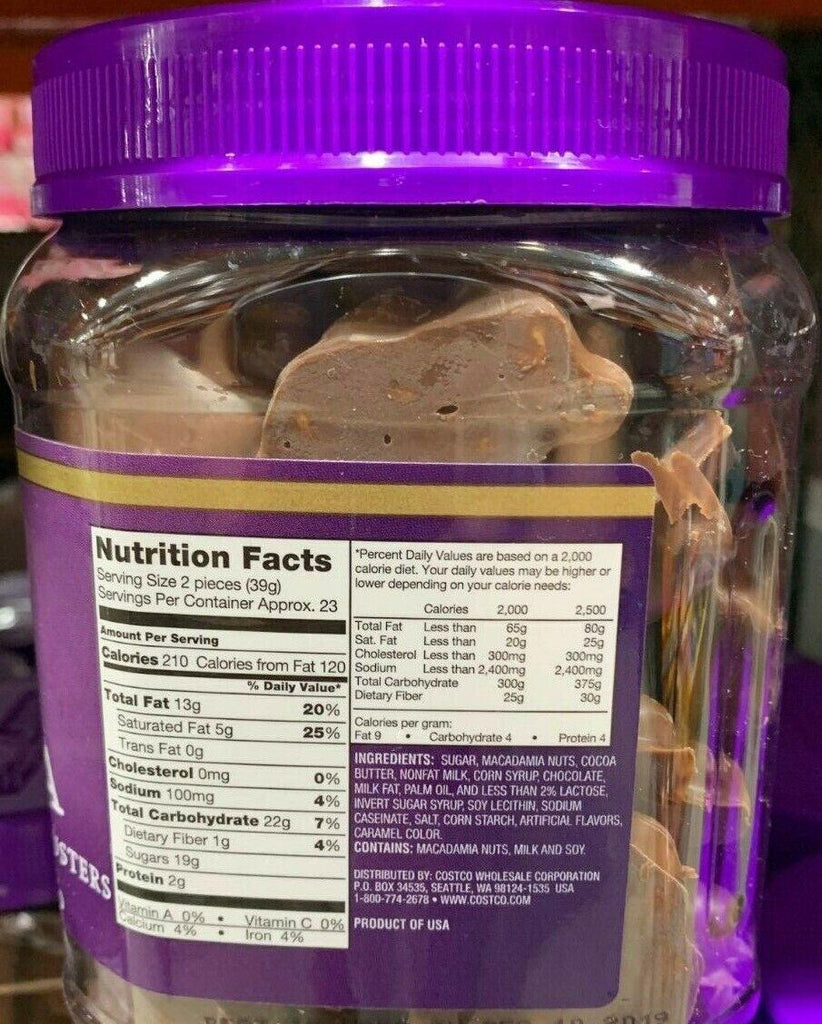 Nutrition Facts
Serving Size 2 pieces (39g)
Servings Per Container Approx. 23
Amount Per Serving
Calories 210 Calories from Fat 120
% Daily Value*
Total Fat 13g 20%
Saturated Fat 5g 25%
Trans Fat 0g
Cholesterol 0mg 0%
Sodium 100mg 4%
Total Carbohydrate 22g 7%
Dietary Fiber 1g 4%
Sugars 19g
Protein 2g
Vitamin A 0% • Vitamin C 0%
Calcium 4% • Iron 4%
*Percent Daily Values are based on a 2,000
calorie diet. Your daily values may be higher or
lower depending on your calorie needs:
Calories 2,000 2,500
Total Fat Less than 65g 80g
Sat. Fat Less than 20g 25g
Cholesterol Less than 300mg 300mg
Sodium Less than 2,400mg 2,400mg
Total Carbohydrate 300g 375g
Dietary Fiber 25g 30g
Calories per gram:
Fat 9 • Carbohydrate 4 • Protein 4
INGREDIENTS: SUGAR, MACADAMIA NUTS, COCOA
BUTTER, NONFAT MILK, CORN SYRUP, CHOCOLATE,
MILK FAT, PALM OIL, AND LESS THAN 2% LACTOSE,
INVERT SUGAR SYRUP, SOY LECITHIN, SODIUM
CASEINATE, SALT, CORN STARCH, ARTIFICIAL FLAVORS,
CARAMEL COLOR.
CONTAINS: MACADAMIA NUTS, MILK AND SOY.
DISTRIBUTED BY: COSTCO WHOLESALE CORPORATION
P.O. BOX 34535, SEATTLE, WA 98124-1535 USA
1-800-774-2678 • WWW.COSTCO.COM
PRODUCT OF USA
STERS
2019